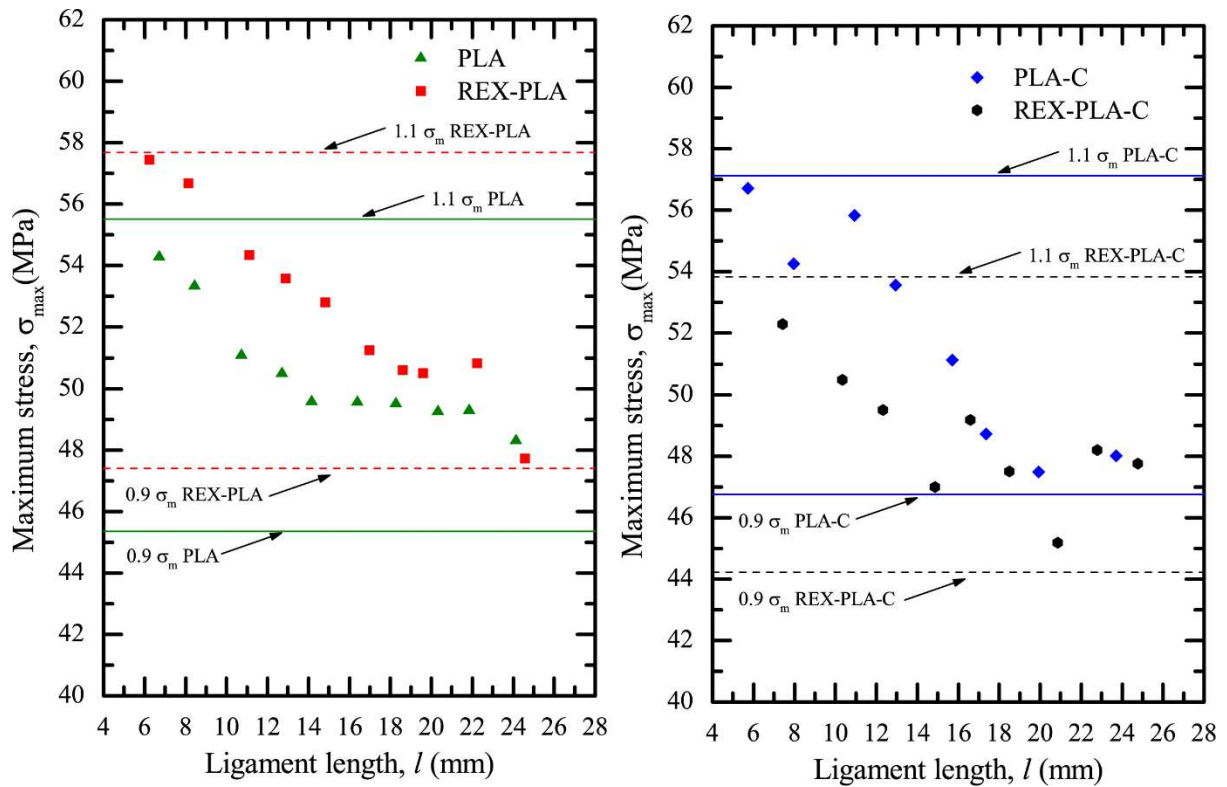 62
60
58
56
54
52
50
48
46
44
42
40
Maximum stress, σmax(MPa)
PLA
REX-PLA
1.1 σm REX-PLA
1.1 σm PLA
0.9 σm REX-PLA
0.9 σm PLA
4 6 8 10 12 14 16 18 20 22 24 26 28
Ligament length, l (mm)
62
60
58
56
54
52
50
48
46
44
42
40
Maximum stress, σmax(MPa)
PLA-C
REX-PLA-C
1.1 σm PLA-C
1.1 σm REX-PLA-C
0.9 σm PLA-C
0.9 σm REX-PLA-C
4 6 8 10 12 14 16 18 20 22 24 26 28
Ligament length, l (mm)